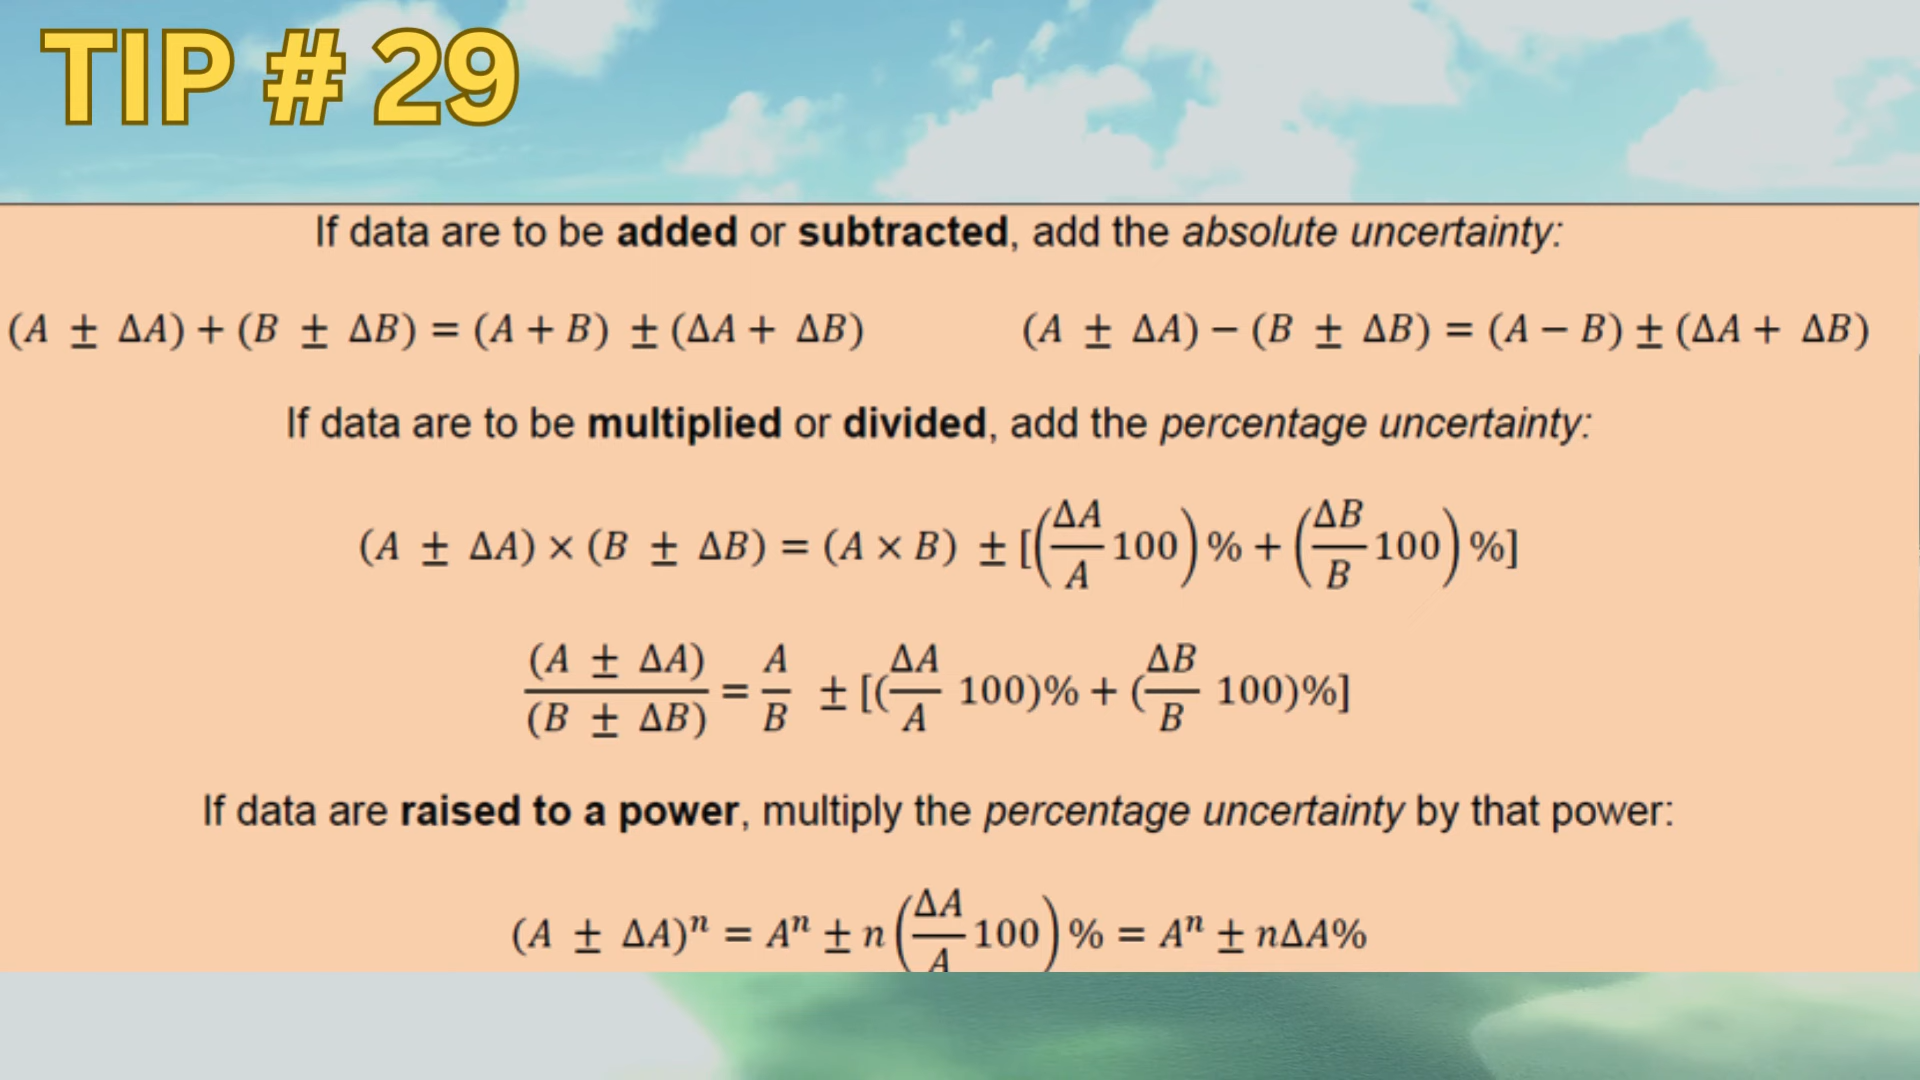 TIP # 29
If data are to be added or subtracted, add the absolute uncertainty:
(A ± ΔA) + (B ± ΔB) = (A + B) ± (ΔA + ΔB) (A ± ΔA) − (B ± ΔB) = (A − B) ± (ΔA + ΔB)
If data are to be multiplied or divided, add the percentage uncertainty:
(A ± ΔA) × (B ± ΔB) = (A × B) ± [(ΔA/A 100)% + (ΔB/B 100)%]
(A ± ΔA)/(B ± ΔB) = A/B ± [(ΔA/A 100)% + (ΔB/B 100)%]
If data are raised to a power, multiply the percentage uncertainty by that power:
(A ± ΔA)ⁿ = Aⁿ ± n(ΔA/A 100)% = Aⁿ ± nΔA%